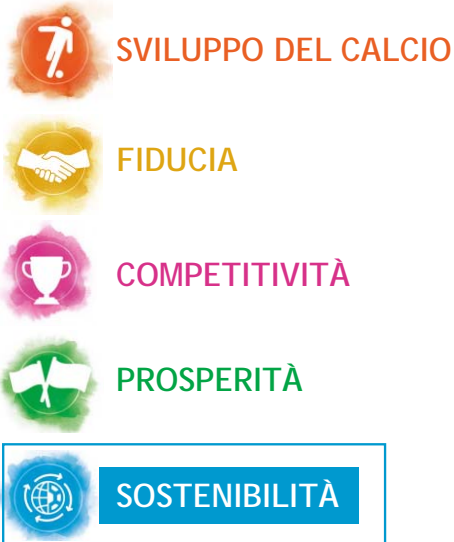 SVILUPPO DEL CALCIO
FIDUCIA
COMPETITIVITÀ
PROSPERITÀ
SOSTENIBILITÀ